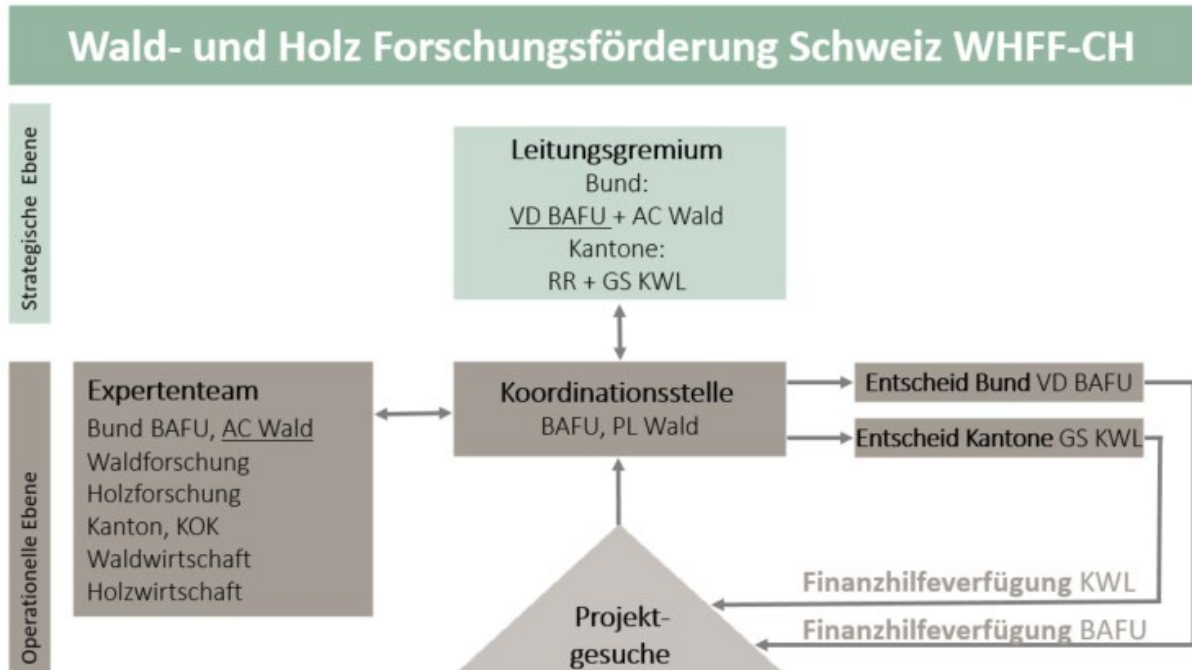 Wald- und Holz Forschungsförderung Schweiz WHFF-CH
Strategische Ebene
Leitungsgremium
Bund:
VD BAFU + AC Wald
Kantone:
RR + GS KWL
Operationelle Ebene
Expertenteam
Bund BAFU, AC Wald
Waldforschung
Holzforschung
Kanton, KOK
Waldwirtschaft
Holzwirtschaft
Koordinationsstelle
BAFU, PL Wald
Entscheid Bund VD BAFU
Entscheid Kantone GS KWL
Finanzhilfeverfügung KWL
Finanzhilfeverfügung BAFU
Projekt-
gesuche